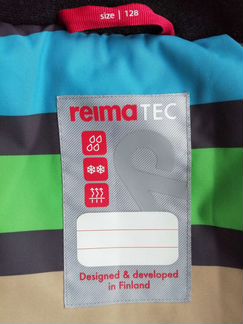 size | 128
reimaTEC
Designed & developed
in Finland